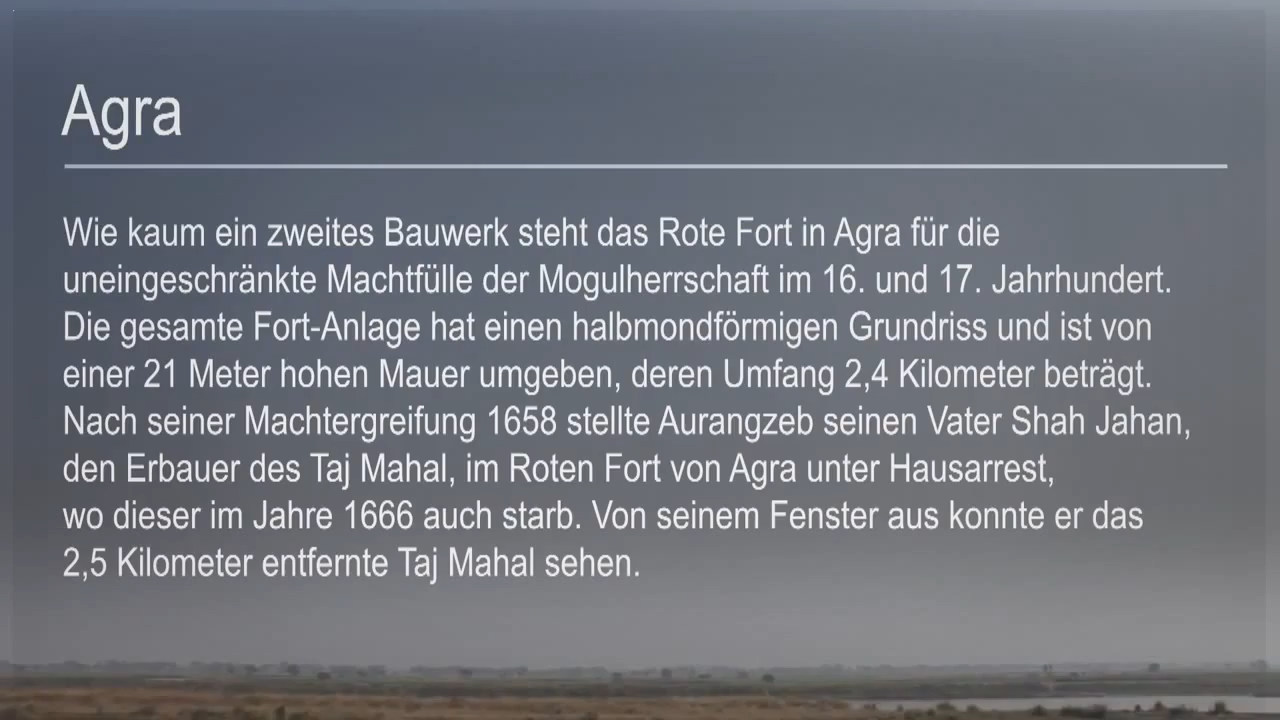 Agra
Wie kaum ein zweites Bauwerk steht das Rote Fort in Agra für die
uneingeschränkte Machtfülle der Mogulherrschaft im 16. und 17. Jahrhundert.
Die gesamte Fort-Anlage hat einen halbmondförmigen Grundriss und ist von
einer 21 Meter hohen Mauer umgeben, deren Umfang 2,4 Kilometer beträgt.
Nach seiner Machtergreifung 1658 stellte Aurangzeb seinen Vater Shah Jahan,
den Erbauer des Taj Mahal, im Roten Fort von Agra unter Hausarrest,
wo dieser im Jahre 1666 auch starb. Von seinem Fenster aus konnte er das
2,5 Kilometer entfernte Taj Mahal sehen.